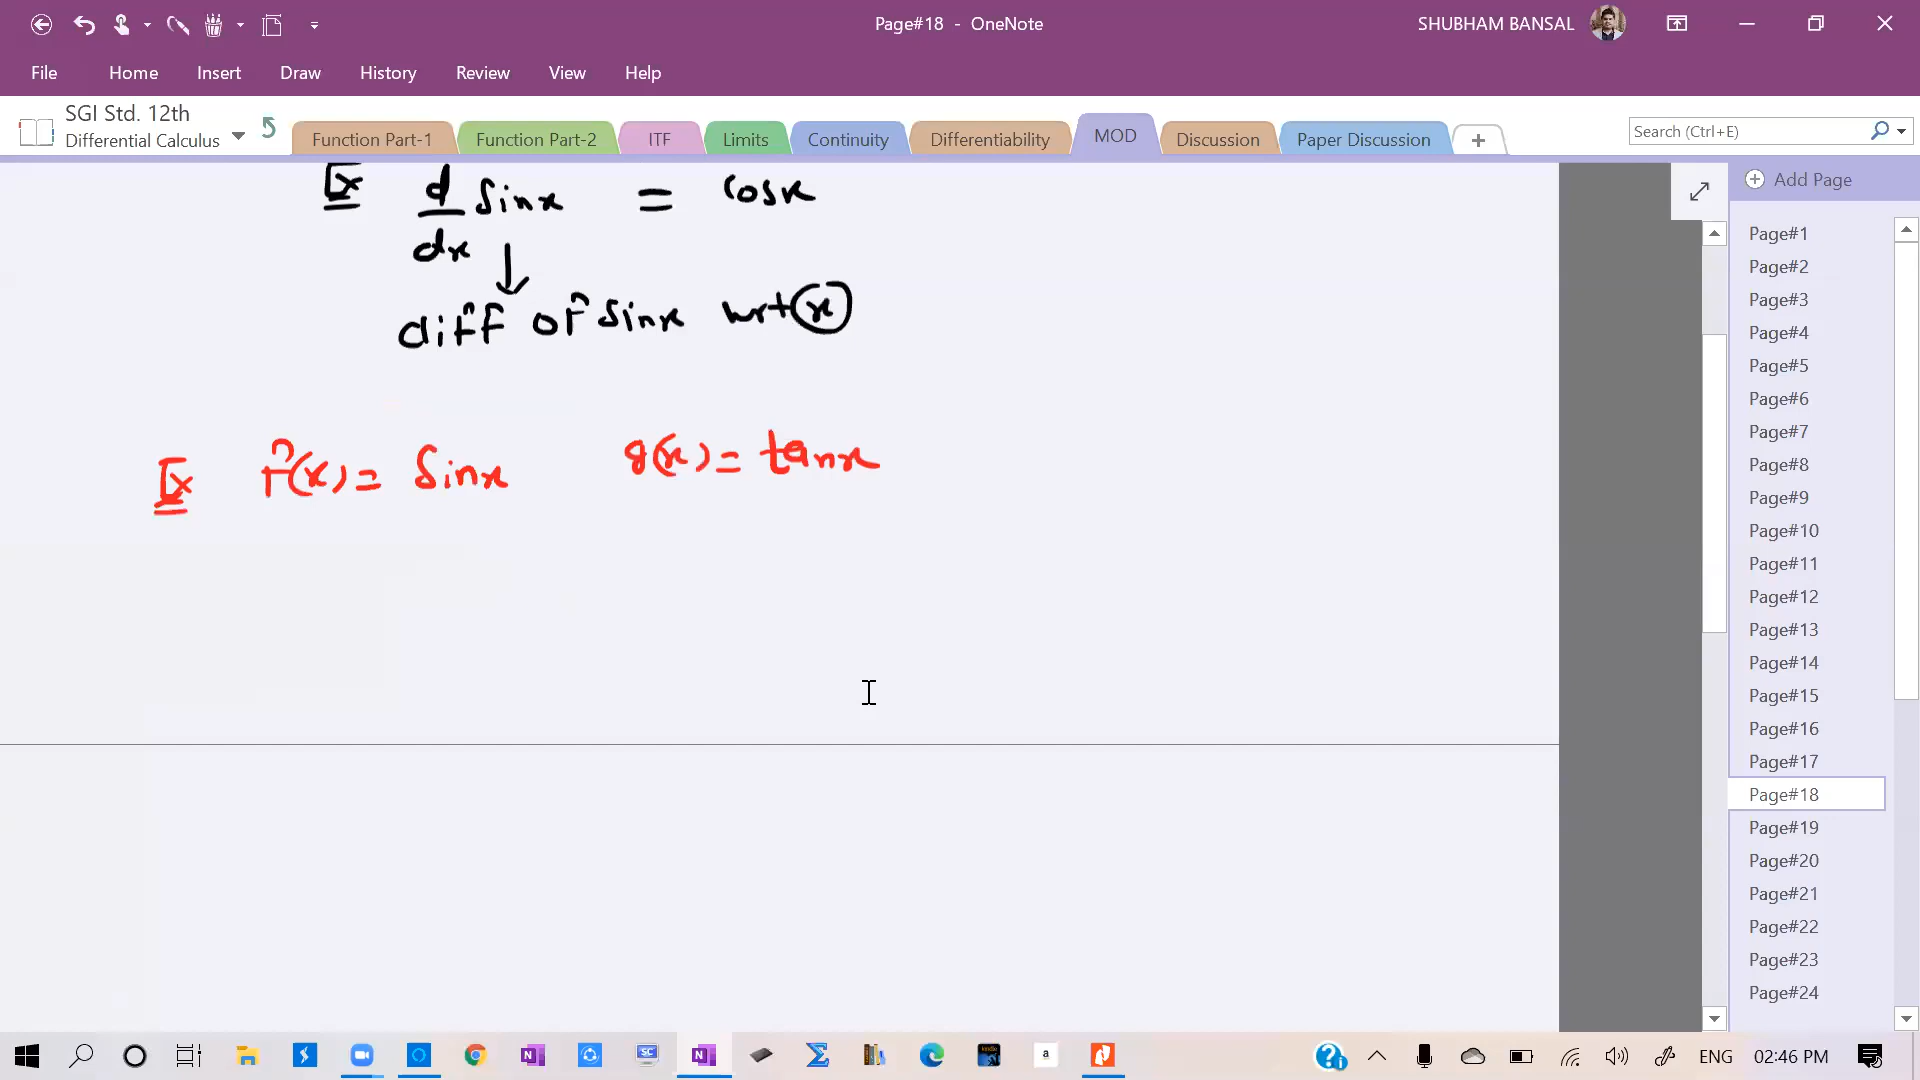 Page#18 - OneNote
SHUBHAM BANSAL
File Home Insert Draw History Review View Help
SGI Std. 12th
Differential Calculus
Function Part-1 Function Part-2 ITF Limits Continuity Differentiability MOD Discussion Paper Discussion +
Search (Ctrl+E)
Add Page
Ex d/dx sinx = cosx
diff of sinx wrt x
Ex f(x) = sinx g(x) = tanx
Page#1
Page#2
Page#3
Page#4
Page#5
Page#6
Page#7
Page#8
Page#9
Page#10
Page#11
Page#12
Page#13
Page#14
Page#15
Page#16
Page#17
Page#18
Page#19
Page#20
Page#21
Page#22
Page#23
Page#24
ENG 02:46 PM